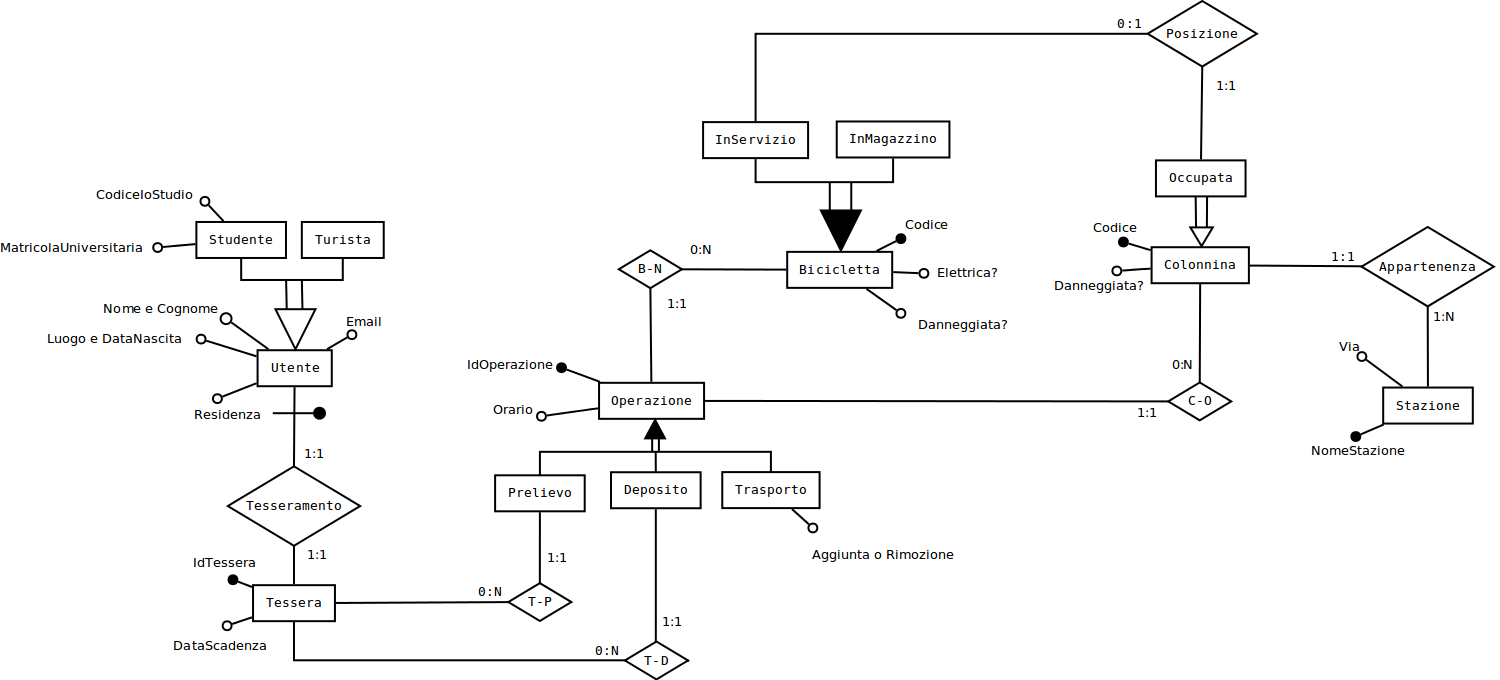 0:1
Posizione
1:1
InServizio
InMagazzino
Occupata
CodiceIoStudio
MatricolaUniversitaria
Studente
Turista
Codice
Codice
B-N
0:N
Bicicletta
Elettrica?
Colonnina
1:1
Appartenenza
Danneggiata?
1:1
Nome e Cognome
Email
Danneggiata?
1:N
Luogo e DataNascita
Via
Utente
IdOperazione
0:N
Residenza
Orario
Operazione
C-O
1:1
Stazione
1:1
NomeStazione
Prelievo
Deposito
Trasporto
Tesseramento
1:1
IdTessera
1:1
Aggiunta o Rimozione
0:N
T-P
Tessera
1:1
DataScadenza
0:N
T-D